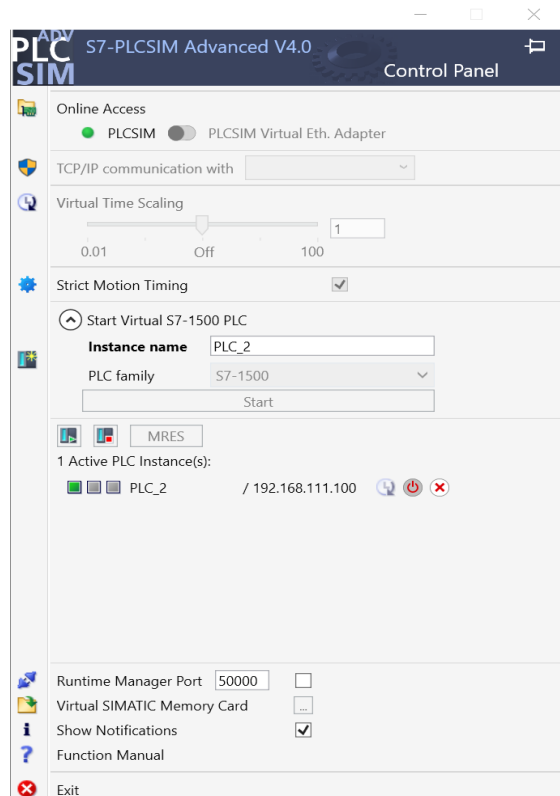 PLC ADV
SIM
S7-PLCSIM Advanced V4.0
Control Panel
Online Access
PLCSIM PLCSIM Virtual Eth. Adapter
TCP/IP communication with
Virtual Time Scaling
1
0.01 Off 100
Strict Motion Timing
Start Virtual S7-1500 PLC
Instance name PLC_2
PLC family S7-1500
Start
MRES
1 Active PLC Instance(s):
PLC_2 / 192.168.111.100
Runtime Manager Port 50000
Virtual SIMATIC Memory Card ...
Show Notifications
Function Manual
Exit